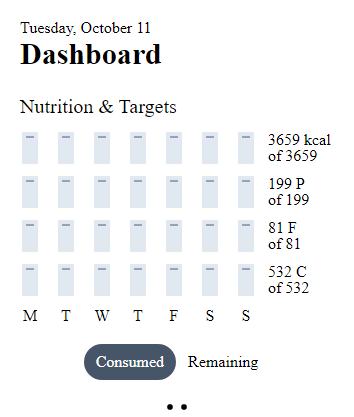 Tuesday, October 11
Dashboard
Nutrition & Targets
3659 kcal
of 3659
199 P
of 199
81 F
of 81
532 C
of 532
M T W T F S S
Consumed Remaining